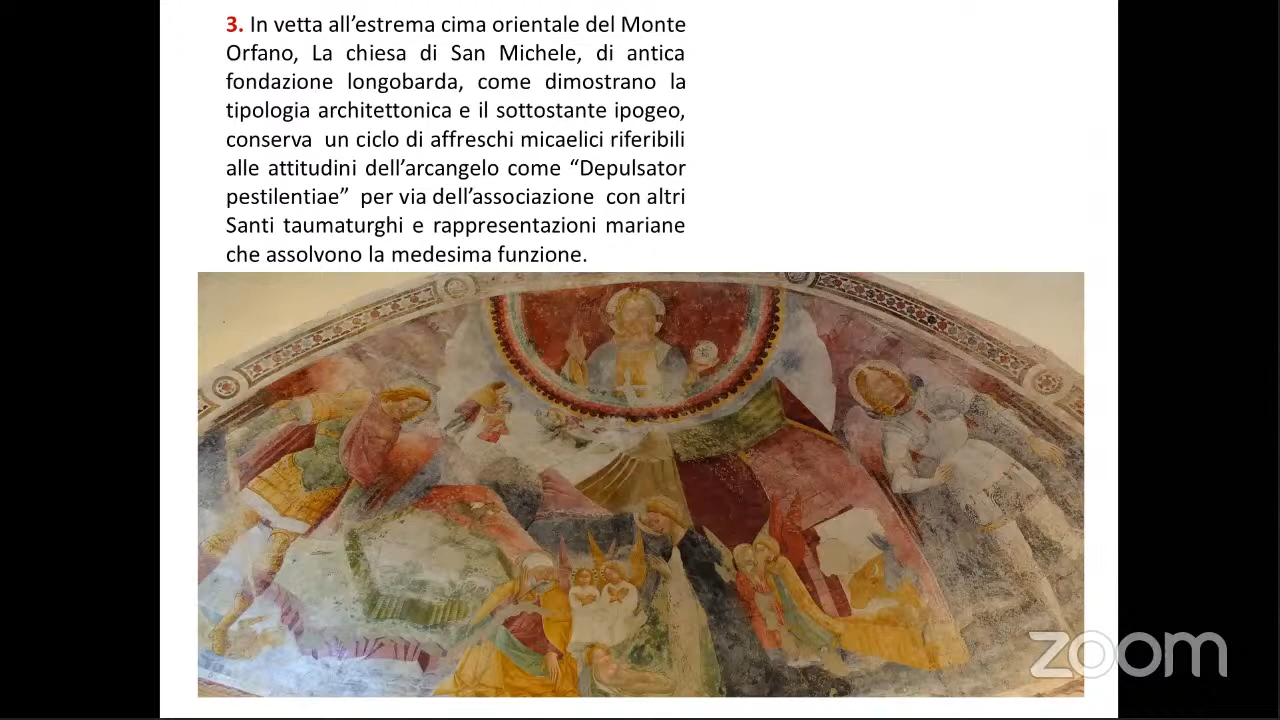 3. In vetta all’estrema cima orientale del Monte
Orfano, La chiesa di San Michele, di antica
fondazione longobarda, come dimostrano la
tipologia architettonica e il sottostante ipogeo,
conserva un ciclo di affreschi micaelici riferibili
alle attitudini dell’arcangelo come “Depulsator
pestilentiae” per via dell’associazione con altri
Santi taumaturghi e rappresentazioni mariane
che assolvono la medesima funzione.
zoom